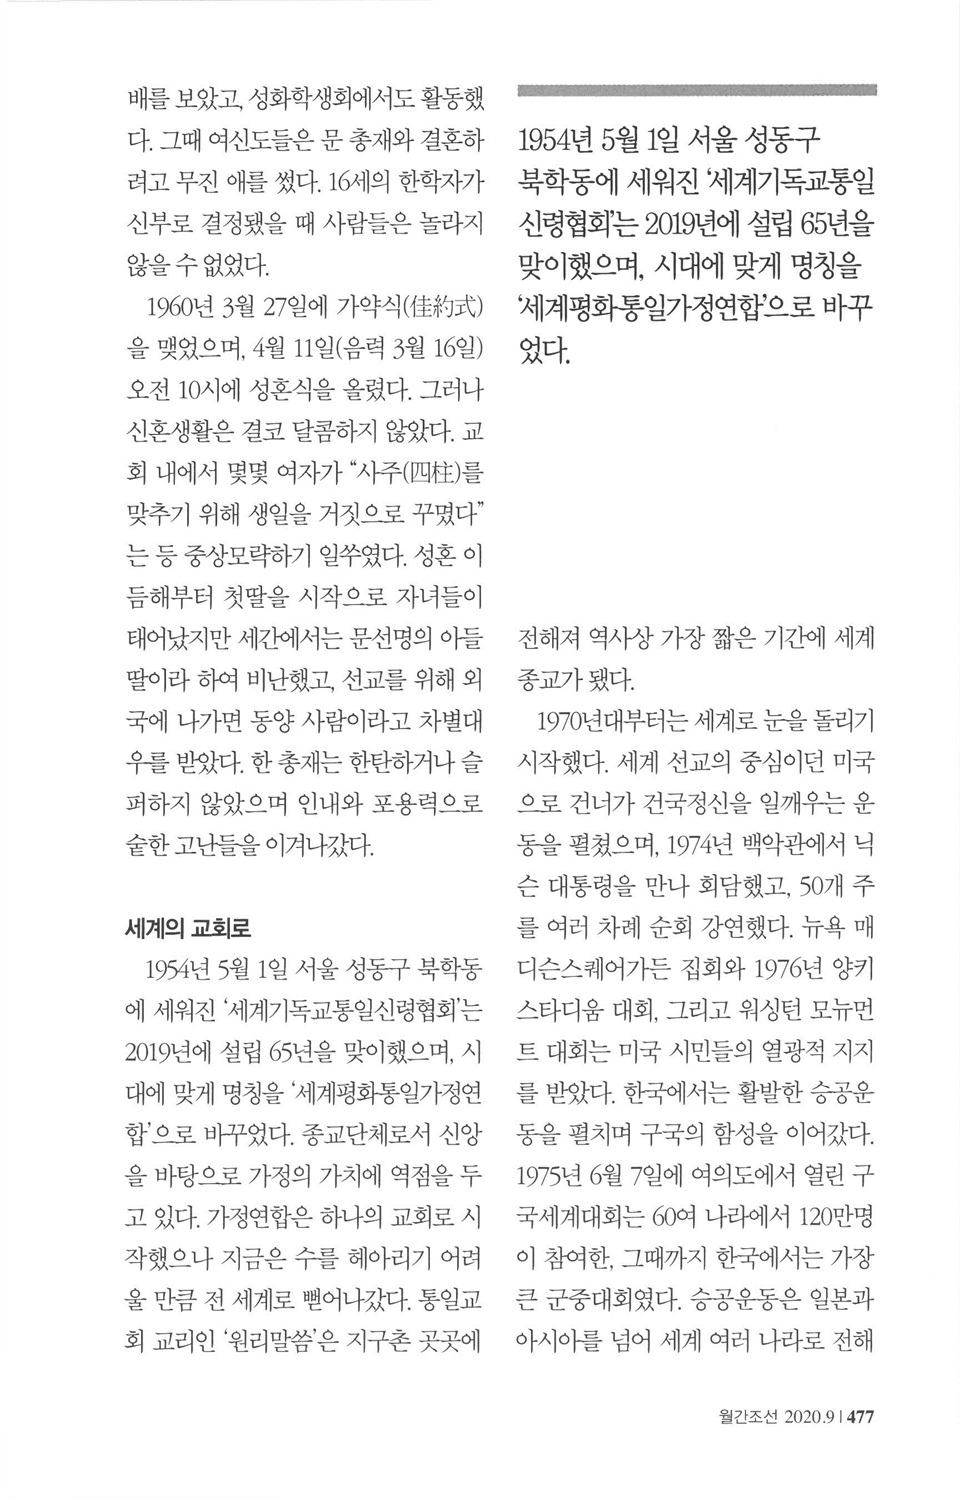 배를 보았고, 성화학생회에서도 활동했
다. 그때 여신도들은 문 총재와 결혼하
려고 무진 애를 썼다. 16세의 한학자가
신부로 결정됐을 때 사람들은 놀라지
않을 수 없었다.
1960년 3월 27일에 가약식(佳約式)
을 맺었으며, 4월 11일(음력 3월 16일)
오전 10시에 성혼식을 올렸다. 그러나
신혼생활은 결코 달콤하지 않았다. 교
회 내에서 몇몇 여자가 “사주(四柱)를
맞추기 위해 생일을 거짓으로 꾸몄다”
는 등 중상모략하기 일쑤였다. 성혼 이
듬해부터 첫딸을 시작으로 자녀들이
태어났지만 세간에서는 문선명의 아들
딸이라 하여 비난했고, 선교를 위해 외
국에 나가면 동양 사람이라고 차별대
우를 받았다. 한 총재는 한탄하거나 슬
퍼하지 않았으며 인내와 포용력으로
숱한 고난들을 이겨나갔다.
세계의 교회로
1954년 5월 1일 서울 성동구 북학동
에 세워진 ‘세계기독교통일신령협회’는
2019년에 설립 65년을 맞이했으며, 시
대에 맞게 명칭을 ‘세계평화통일가정연
합’으로 바꾸었다. 종교단체로서 신앙
을 바탕으로 가정의 가치에 역점을 두
고 있다. 가정연합은 하나의 교회로 시
작했으나 지금은 수를 헤아리기 어려
울 만큼 전 세계로 뻗어나갔다. 통일교
회 교리인 ‘원리말씀’은 지구촌 곳곳에
1954년 5월 1일 서울 성동구
북학동에 세워진 ‘세계기독교통일
신령협회’는 2019년에 설립 65년을
맞이했으며, 시대에 맞게 명칭을
‘세계평화통일가정연합’으로 바꾸
었다.
전해져 역사상 가장 짧은 기간에 세계
종교가 됐다.
1970년대부터는 세계로 눈을 돌리기
시작했다. 세계 선교의 중심이던 미국
으로 건너가 건국정신을 일깨우는 운
동을 펼쳤으며, 1974년 백악관에서 닉
슨 대통령을 만나 회담했고, 50개 주
를 여러 차례 순회 강연했다. 뉴욕 매
디슨스퀘어가든 집회와 1976년 양키
스타디움 대회, 그리고 워싱턴 모뉴먼
트 대회는 미국 시민들의 열광적 지지
를 받았다. 한국에서는 활발한 승공운
동을 펼치며 구국의 함성을 이어갔다.
1975년 6월 7일에 여의도에서 열린 구
국세계대회는 60여 나라에서 120만명
이 참여한, 그때까지 한국에서는 가장
큰 군중대회였다. 승공운동은 일본과
아시아를 넘어 세계 여러 나라로 전해
월간조선 2020.9 | 477